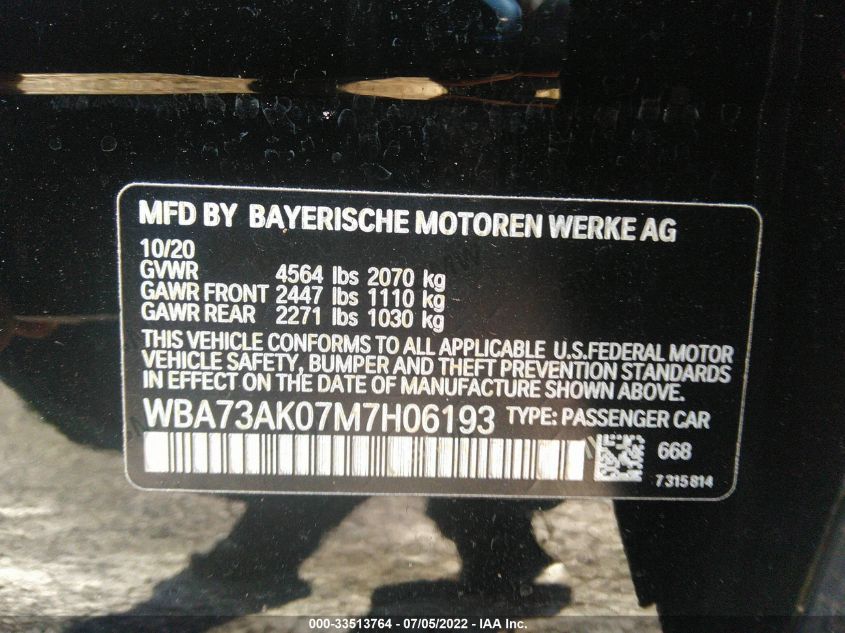 MFD BY BAYERISCHE MOTOREN WERKE AG
10/20
GVWR 4564 lbs 2070 kg
GAWR FRONT 2447 lbs 1110 kg
GAWR REAR 2271 lbs 1030 kg
THIS VEHICLE CONFORMS TO ALL APPLICABLE U.S.FEDERAL MOTOR
VEHICLE SAFETY, BUMPER AND THEFT PREVENTION STANDARDS
IN EFFECT ON THE DATE OF MANUFACTURE SHOWN ABOVE.
WBA73AK07M7H06193 TYPE: PASSENGER CAR
668
7315814
000-33513764 - 07/05/2022 - IAA Inc.